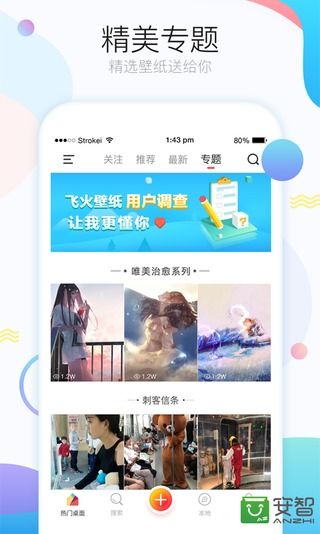 精美专题
精选壁纸送给你
Strokei
1:43 pm
80%
关注
推荐
最新
专题
飞火壁纸 用户调查
让我更懂你
唯美治愈系列
1.2W
1.2W
1.2W
刺客信条
热门桌面
搜索
本地
安智
ANZHI